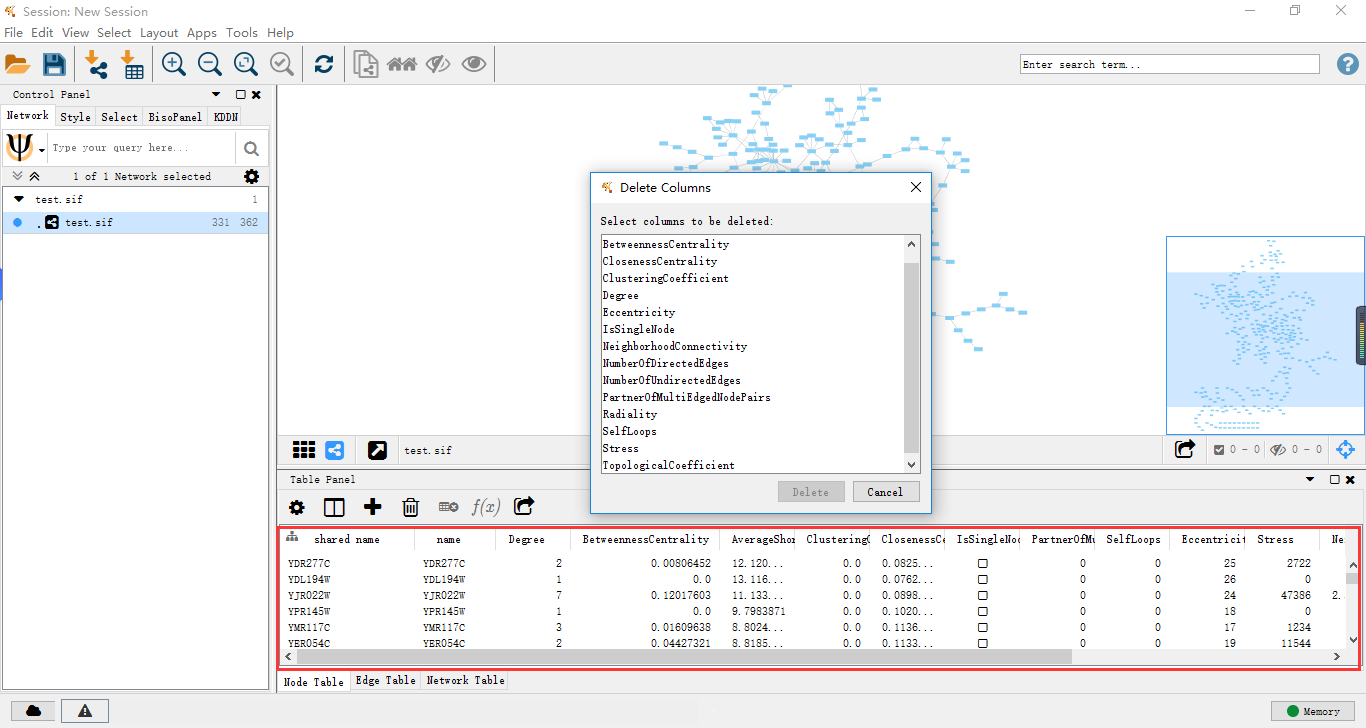 Session: New Session
File Edit View Select Layout Apps Tools Help
Enter search term...
Control Panel
Network Style Select BisoPanel KDDN
Type your query here...
1 of 1 Network selected
test.sif 1
test.sif 331 362
Delete Columns
Select columns to be deleted:
BetweennessCentrality
ClosenessCentrality
ClusteringCoefficient
Degree
Eccentricity
IsSingleNode
NeighborhoodConnectivity
NumberOfDirectedEdges
NumberOfUndirectedEdges
PartnerOfMultiEdgedNodePairs
Radiality
SelfLoops
Stress
TopologicalCoefficient
Delete Cancel
test.sif
0 - 0 0 - 0
Table Panel
f(x)
shared name name Degree BetweennessCentrality AverageShor ClusteringC ClosenessCe IsSingleNod PartnerOfMu SelfLoops Eccentricit Stress Ne
YDR277C YDR277C 2 0.00806452 12.120... 0.0 0.0825... 0 0 25 2722
YDL194W YDL194W 1 0.0 13.116... 0.0 0.0762... 0 0 26 0
YJR022W YJR022W 7 0.12017603 11.133... 0.0 0.0898... 0 0 24 47386 2.
YPR145W YPR145W 1 0.0 9.7983871 0.0 0.1020... 0 0 18 0
YMR117C YMR117C 3 0.01609638 8.8024... 0.0 0.1136... 0 0 17 1234
YER054C YER054C 2 0.04427321 8.8185... 0.0 0.1133... 0 0 19 11544
Node Table Edge Table Network Table
Memory